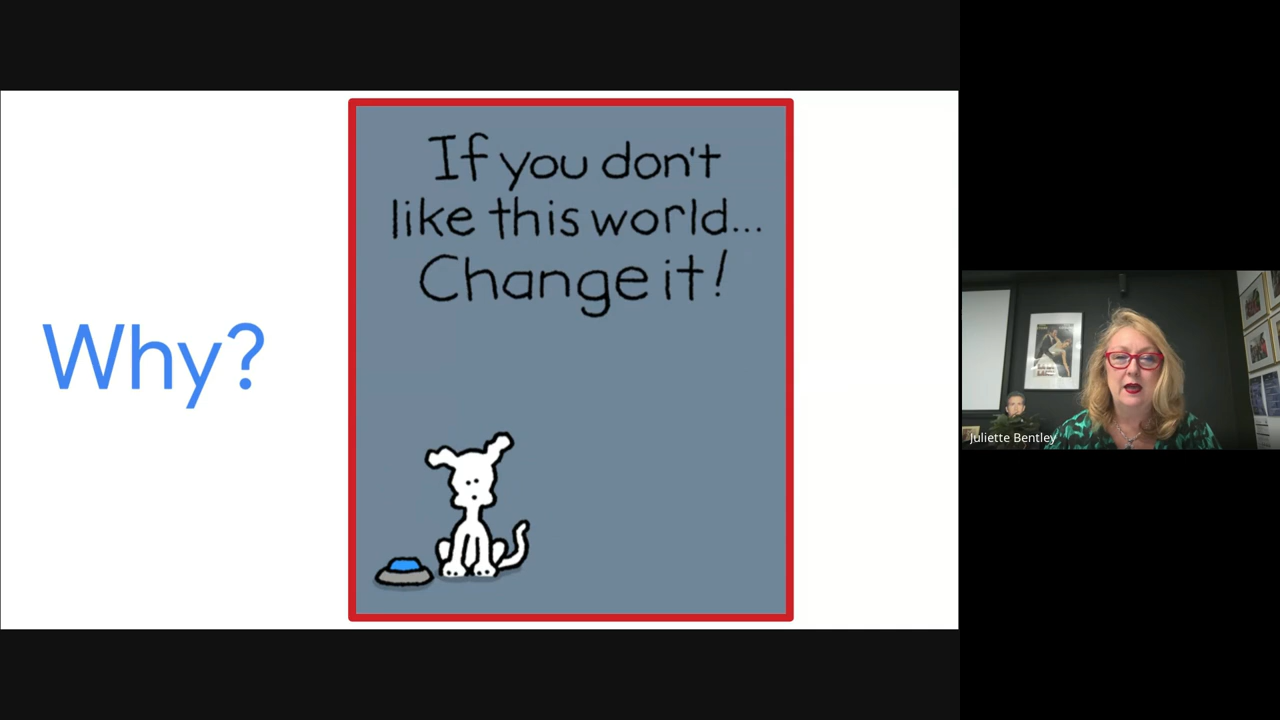 Why?
If you don't
like this world...
Change it!
Juliette Bentley